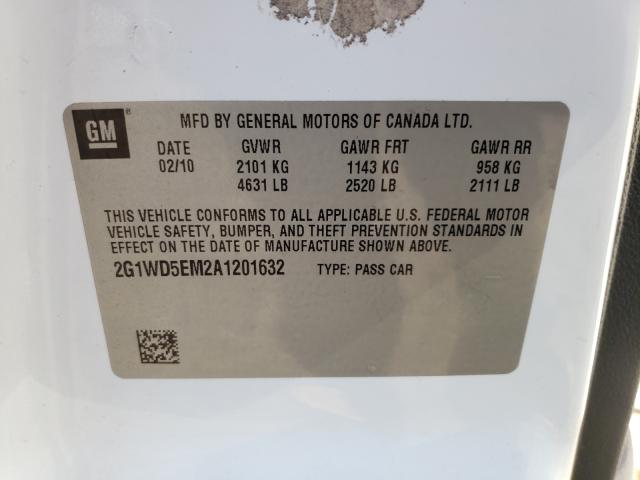 GM ®
MFD BY GENERAL MOTORS OF CANADA LTD.
DATE GVWR GAWR FRT GAWR RR
02/10 2101 KG 1143 KG 958 KG
4631 LB 2520 LB 2111 LB
THIS VEHICLE CONFORMS TO ALL APPLICABLE U.S. FEDERAL MOTOR
VEHICLE SAFETY, BUMPER, AND THEFT PREVENTION STANDARDS IN
EFFECT ON THE DATE OF MANUFACTURE SHOWN ABOVE.
2G1WD5EM2A1201632 TYPE: PASS CAR